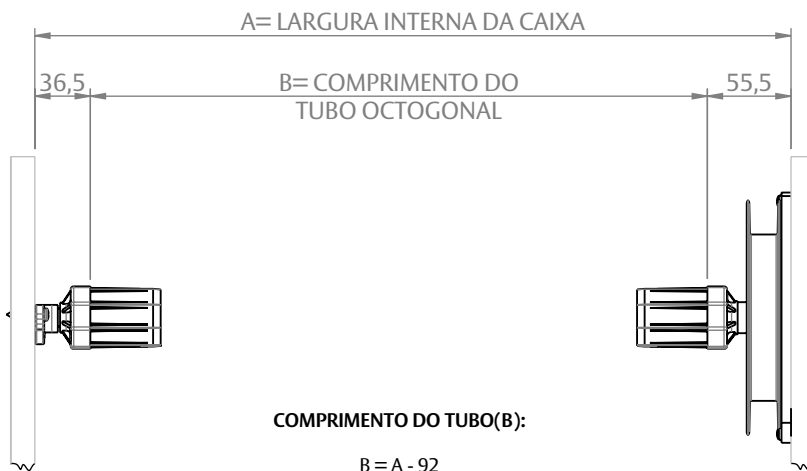 A= LARGURA INTERNA DA CAIXA
36,5
B= COMPRIMENTO DO
TUBO OCTOGONAL
55,5
COMPRIMENTO DO TUBO(B):
B = A - 92